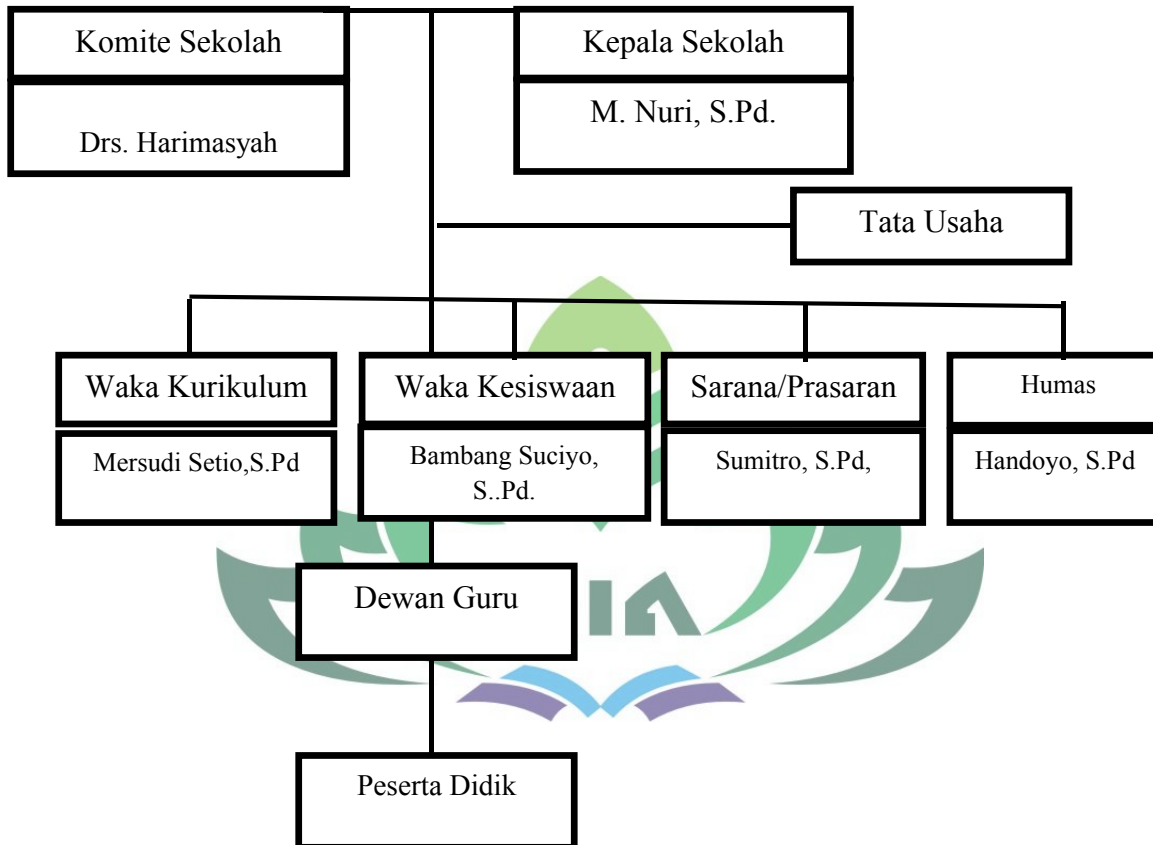 Komite Sekolah
Drs. Harimasyah
Kepala Sekolah
M. Nuri, S.Pd.
Tata Usaha
Waka Kurikulum
Mersudi Setio,S.Pd
Waka Kesiswaan
Bambang Suciyo,
S..Pd.
Sarana/Prasaran
Sumitro, S.Pd,
Humas
Handoyo, S.Pd
Dewan Guru
Peserta Didik